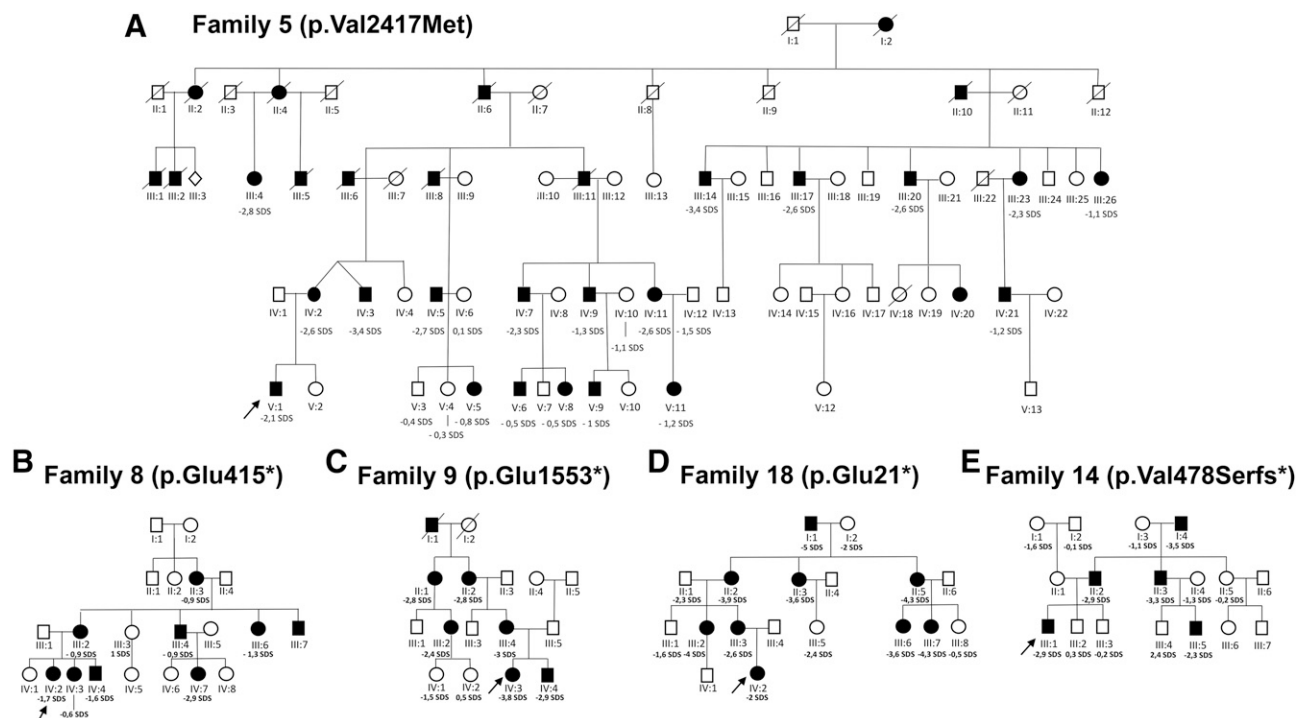 A Family 5 (p.Val2417Met)
I:1 I:2
II:1 II:2 II:3 II:4 II:5 II:6 II:7 II:8 II:9 II:10 II:11 II:12
III:1 III:2 III:3 III:4 III:5 III:6 III:7 III:8 III:9 III:10 III:11 III:12 III:13 III:14 III:15 III:16 III:17 III:18 III:19 III:20 III:21 III:22 III:23 III:24 III:25 III:26
-2,8 SDS -3,4 SDS -2,6 SDS -2,6 SDS -2,3 SDS -1,1 SDS
IV:1 IV:2 IV:3 IV:4 IV:5 IV:6 IV:7 IV:8 IV:9 IV:10 IV:11 IV:12 IV:13 IV:14 IV:15 IV:16 IV:17 IV:18 IV:19 IV:20 IV:21 IV:22
-2,6 SDS -3,4 SDS -2,7 SDS 0,1 SDS -2,3 SDS -1,3 SDS -2,6 SDS - 1,5 SDS -1,2 SDS
-1,1 SDS
V:1 V:2 V:3 V:4 V:5 V:6 V:7 V:8 V:9 V:10 V:11 V:12 V:13
-2,1 SDS -0,4 SDS - 0,8 SDS - 0,5 SDS - 0,5 SDS - 1 SDS - 1,2 SDS
- 0,3 SDS
B Family 8 (p.Glu415*)
I:1 I:2
II:1 II:2 II:3 II:4
-0,9 SDS
III:1 III:2 III:3 III:4 III:5 III:6 III:7
- 0,9 SDS 1 SDS - 0,9 SDS - 1,3 SDS
IV:1 IV:2 IV:3 IV:4 IV:5 IV:6 IV:7 IV:8
-1,7 SDS -1,6 SDS -2,9 SDS
-0,6 SDS
C Family 9 (p.Glu1553*)
I:1 I:2
II:1 II:2 II:3 II:4 II:5
-2,8 SDS -2,8 SDS
III:1 III:2 III:3 III:4 III:5
-2,4 SDS -3 SDS
IV:1 IV:2 IV:3 IV:4
-1,5 SDS 0,5 SDS -3,8 SDS -2,9 SDS
D Family 18 (p.Glu21*)
I:1 I:2
-5 SDS -2 SDS
II:1 II:2 II:3 II:4 II:5 II:6
-2,3 SDS -3,9 SDS -3,6 SDS -4,3 SDS
III:1 III:2 III:3 III:4 III:5 III:6 III:7 III:8
-1,6 SDS -4 SDS -2,6 SDS -2,4 SDS -3,6 SDS -4,3 SDS -0,5 SDS
IV:1 IV:2
-2 SDS
E Family 14 (p.Val478Serfs*)
I:1 I:2 I:3 I:4
-1,6 SDS -0,1 SDS -1,1 SDS -3,5 SDS
II:1 II:2 II:3 II:4 II:5 II:6
-2,9 SDS -3,3 SDS -1,3 SDS -0,2 SDS
III:1 III:2 III:3 III:4 III:5 III:6 III:7
-2,9 SDS 0,3 SDS -0,2 SDS 2,4 SDS -2,3 SDS